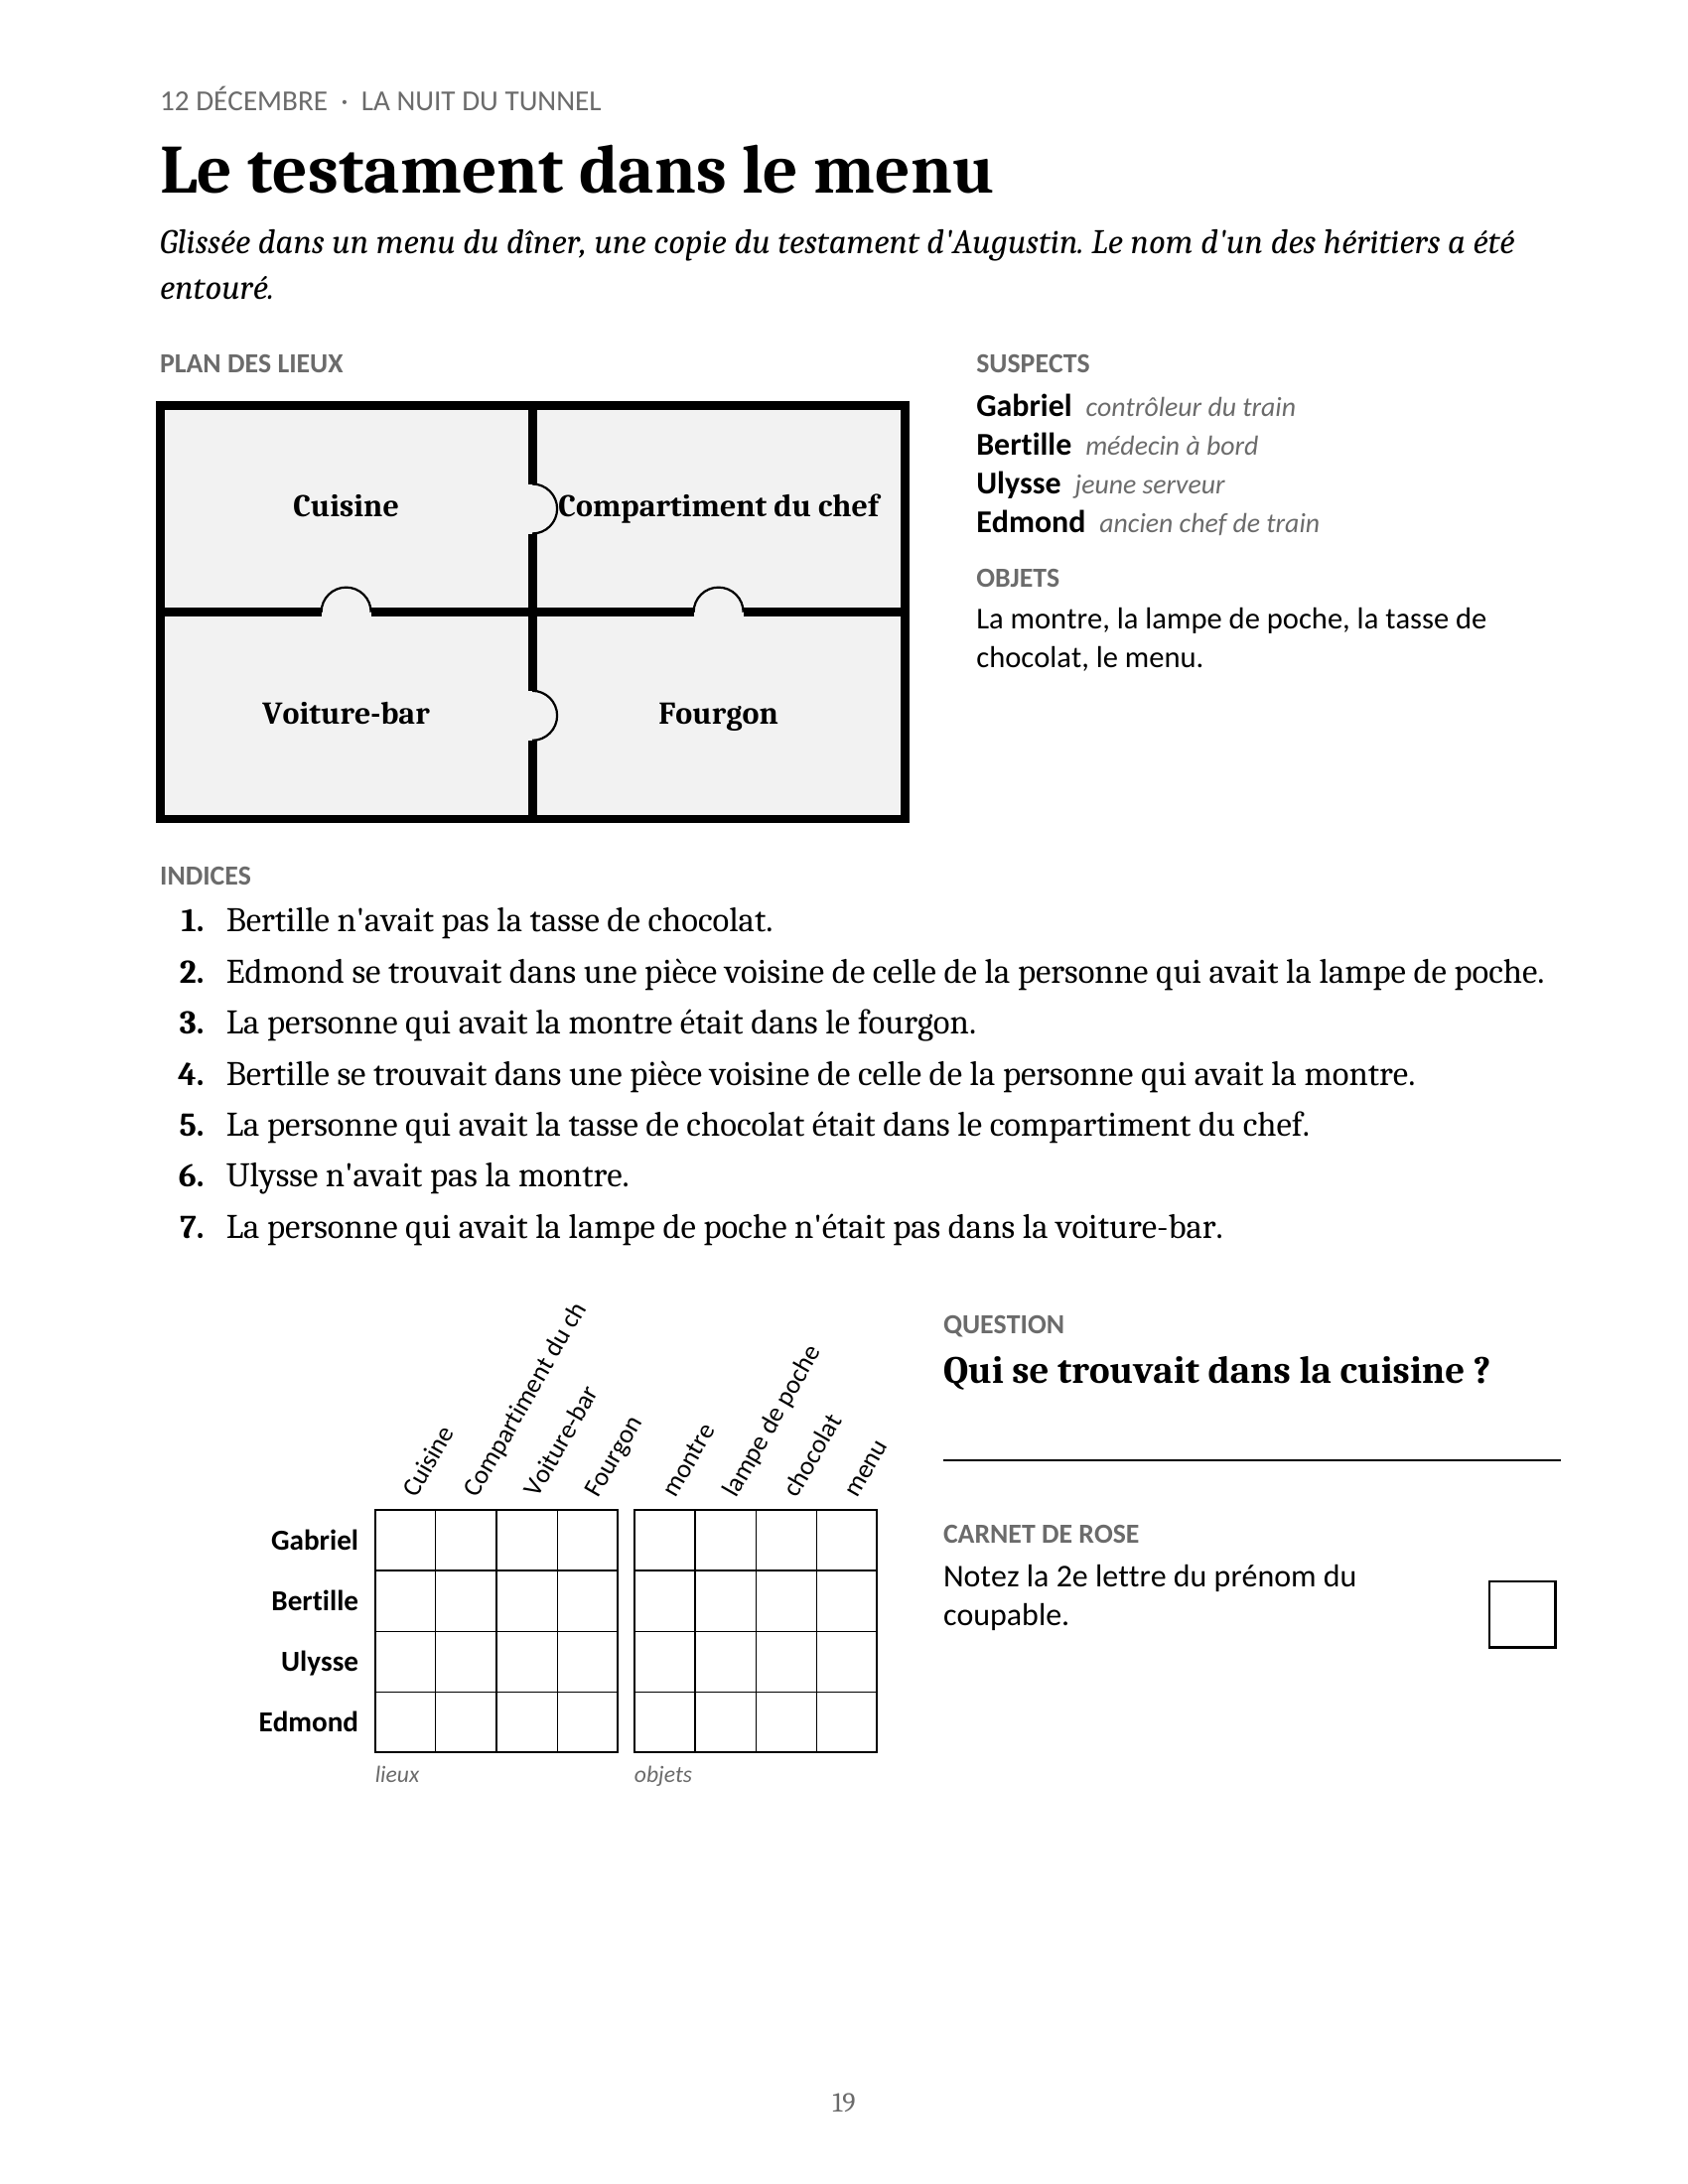 12 DÉCEMBRE · LA NUIT DU TUNNEL
Le testament dans le menu
Glissée dans un menu du dîner, une copie du testament d'Augustin. Le nom d'un des héritiers a été
entouré.
PLAN DES LIEUX
Cuisine
Compartiment du chef
Voiture-bar
Fourgon
SUSPECTS
Gabriel contrôleur du train
Bertille médecin à bord
Ulysse jeune serveur
Edmond ancien chef de train
OBJETS
La montre, la lampe de poche, la tasse de
chocolat, le menu.
INDICES
1. Bertille n'avait pas la tasse de chocolat.
2. Edmond se trouvait dans une pièce voisine de celle de la personne qui avait la lampe de poche.
3. La personne qui avait la montre était dans le fourgon.
4. Bertille se trouvait dans une pièce voisine de celle de la personne qui avait la montre.
5. La personne qui avait la tasse de chocolat était dans le compartiment du chef.
6. Ulysse n'avait pas la montre.
7. La personne qui avait la lampe de poche n'était pas dans la voiture-bar.
Cuisine
Compartiment du ch
Voiture-bar
Fourgon
montre
lampe de poche
chocolat
menu
Gabriel
Bertille
Ulysse
Edmond
lieux
objets
QUESTION
Qui se trouvait dans la cuisine ?
CARNET DE ROSE
Notez la 2e lettre du prénom du
coupable.
19